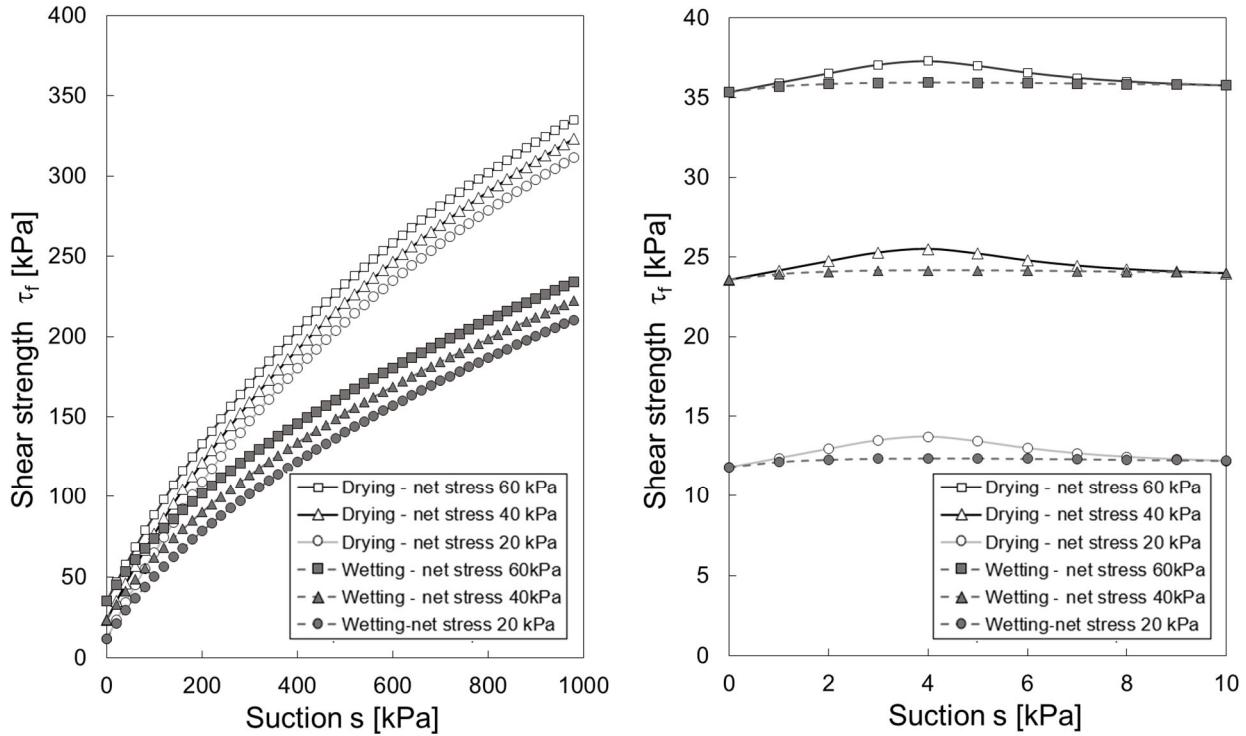 400
350
300
250
200
150
100
50
0
Shear strength τf [kPa]
Drying - net stress 60 kPa
Drying - net stress 40 kPa
Drying - net stress 20 kPa
Wetting - net stress 60kPa
Wetting - net stress 40kPa
Wetting-net stress 20 kPa
0 200 400 600 800 1000
Suction s [kPa]
40
35
30
25
20
15
10
5
0
Shear strength τf [kPa]
Drying - net stress 60 kPa
Drying - net stress 40 kPa
Drying - net stress 20 kPa
Wetting - net stress 60kPa
Wetting - net stress 40kPa
Wetting-net stress 20 kPa
0 2 4 6 8 10
Suction s [kPa]